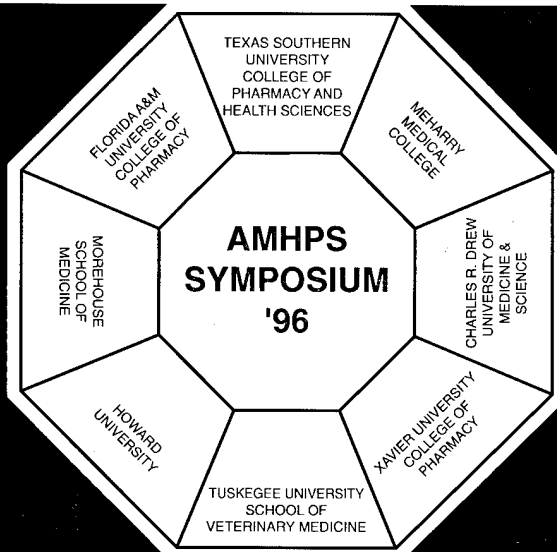 TEXAS SOUTHERN
UNIVERSITY
COLLEGE OF
PHARMACY AND
HEALTH SCIENCES
MEHARRY
MEDICAL
COLLEGE
CHARLES R. DREW
UNIVERSITY OF
MEDICINE &
SCIENCE
XAVIER UNIVERSITY
COLLEGE OF
PHARMACY
TUSKEGEE UNIVERSITY
SCHOOL OF
VETERINARY MEDICINE
HOWARD
UNIVERSITY
MOREHOUSE
SCHOOL OF
MEDICINE
FLORIDA A&M
UNIVERSITY
COLLEGE OF
PHARMACY
AMHPS
SYMPOSIUM
'96